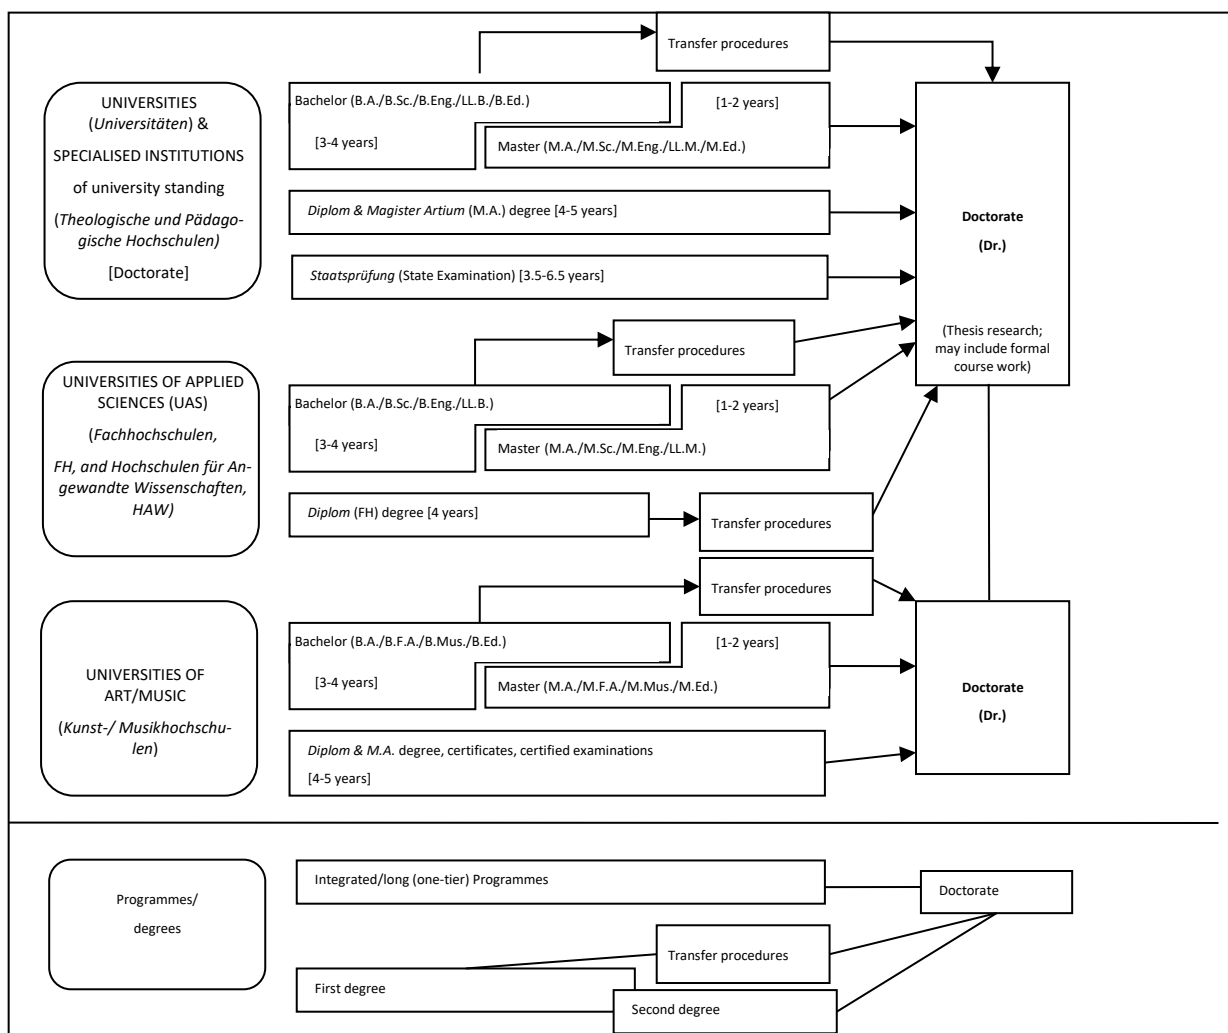 Transfer procedures
UNIVERSITIES
(Universitäten) &
SPECIALISED INSTITUTIONS
of university standing
(Theologische und Pädago-
gische Hochschulen)
[Doctorate]
Bachelor (B.A./B.Sc./B.Eng./LL.B./B.Ed.)
[3-4 years]
[1-2 years]
Master (M.A./M.Sc./M.Eng./LL.M./M.Ed.)
Diplom & Magister Artium (M.A.) degree [4-5 years]
Staatsprüfung (State Examination) [3.5-6.5 years]
Doctorate
(Dr.)
(Thesis research;
may include formal
course work)
UNIVERSITIES OF APPLIED
SCIENCES (UAS)
(Fachhochschulen,
FH, and Hochschulen für An-
gewandte Wissenschaften,
HAW)
Transfer procedures
Bachelor (B.A./B.Sc./B.Eng./LL.B.)
[3-4 years]
[1-2 years]
Master (M.A./M.Sc./M.Eng./LL.M.)
Diplom (FH) degree [4 years]
Transfer procedures
Transfer procedures
UNIVERSITIES OF
ART/MUSIC
(Kunst-/ Musikhochschu-
len)
Bachelor (B.A./B.F.A./B.Mus./B.Ed.)
[3-4 years]
[1-2 years]
Master (M.A./M.F.A./M.Mus./M.Ed.)
Diplom & M.A. degree, certificates, certified examinations
[4-5 years]
Doctorate
(Dr.)
Programmes/
degrees
Integrated/long (one-tier) Programmes
Doctorate
Transfer procedures
First degree
Second degree